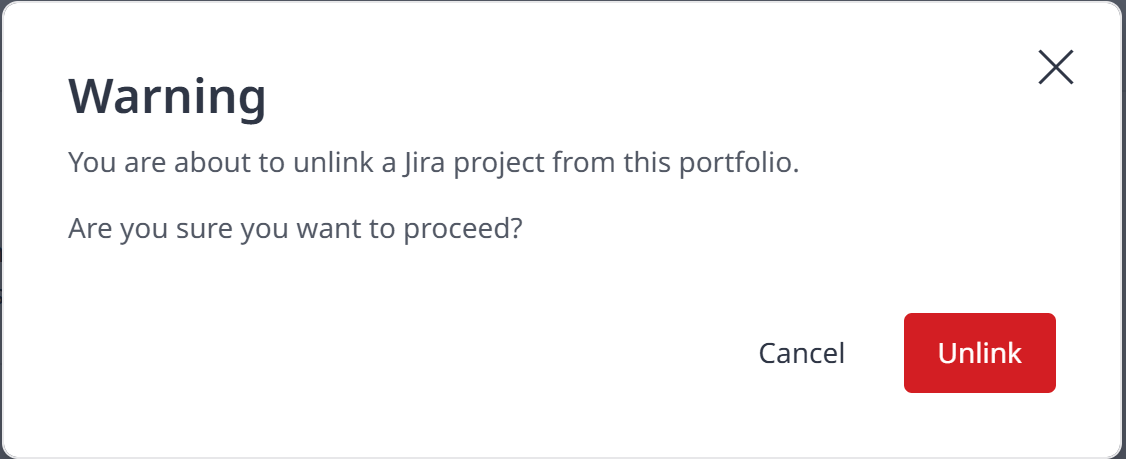 Warning
You are about to unlink a Jira project from this portfolio.
Are you sure you want to proceed?
Cancel
Unlink